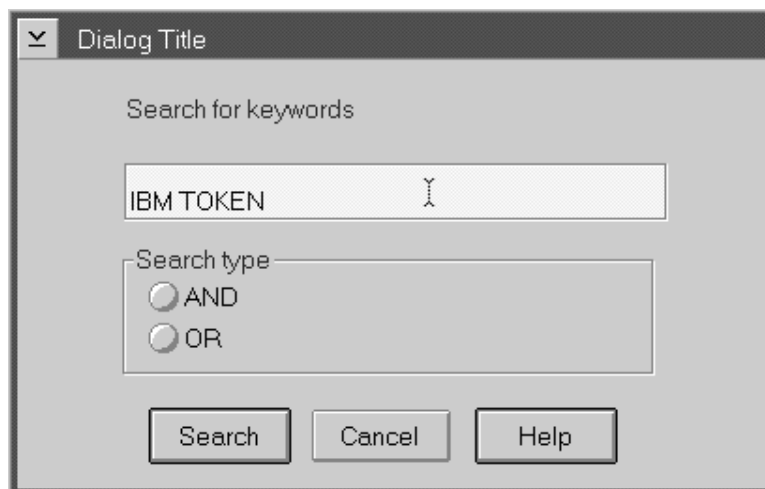 Dialog Title
Search for keywords
IBM TOKEN
Search type
AND
OR
Search Cancel Help